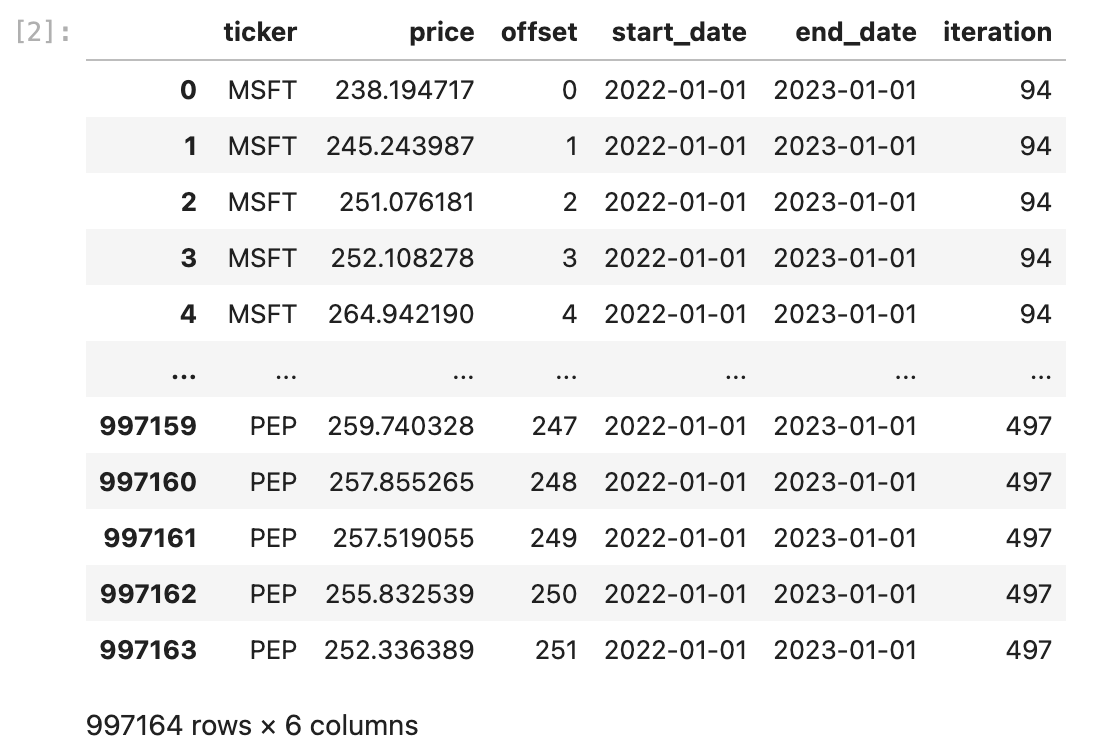 [2]:
ticker price offset start_date end_date iteration
0 MSFT 238.194717 0 2022-01-01 2023-01-01 94
1 MSFT 245.243987 1 2022-01-01 2023-01-01 94
2 MSFT 251.076181 2 2022-01-01 2023-01-01 94
3 MSFT 252.108278 3 2022-01-01 2023-01-01 94
4 MSFT 264.942190 4 2022-01-01 2023-01-01 94
... ... ... ... ... ... ...
997159 PEP 259.740328 247 2022-01-01 2023-01-01 497
997160 PEP 257.855265 248 2022-01-01 2023-01-01 497
997161 PEP 257.519055 249 2022-01-01 2023-01-01 497
997162 PEP 255.832539 250 2022-01-01 2023-01-01 497
997163 PEP 252.336389 251 2022-01-01 2023-01-01 497
997164 rows × 6 columns